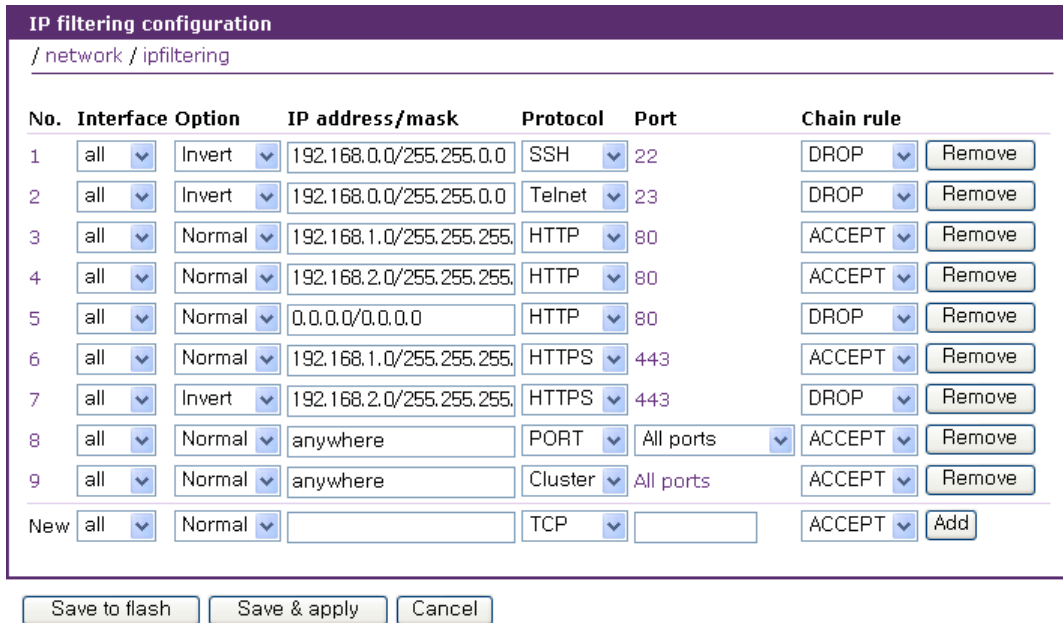 IP filtering configuration
/ network / ipfiltering
No. Interface Option IP address/mask Protocol Port Chain rule
1 all Invert 192.168.0.0/255.255.0.0 SSH 22 DROP Remove
2 all Invert 192.168.0.0/255.255.0.0 Telnet 23 DROP Remove
3 all Normal 192.168.1.0/255.255.255. HTTP 80 ACCEPT Remove
4 all Normal 192.168.2.0/255.255.255. HTTP 80 ACCEPT Remove
5 all Normal 0.0.0.0/0.0.0.0 HTTP 80 DROP Remove
6 all Normal 192.168.1.0/255.255.255. HTTPS 443 ACCEPT Remove
7 all Invert 192.168.2.0/255.255.255. HTTPS 443 DROP Remove
8 all Normal anywhere PORT All ports ACCEPT Remove
9 all Normal anywhere Cluster All ports ACCEPT Remove
New all Normal TCP ACCEPT Add
Save to flash Save & apply Cancel